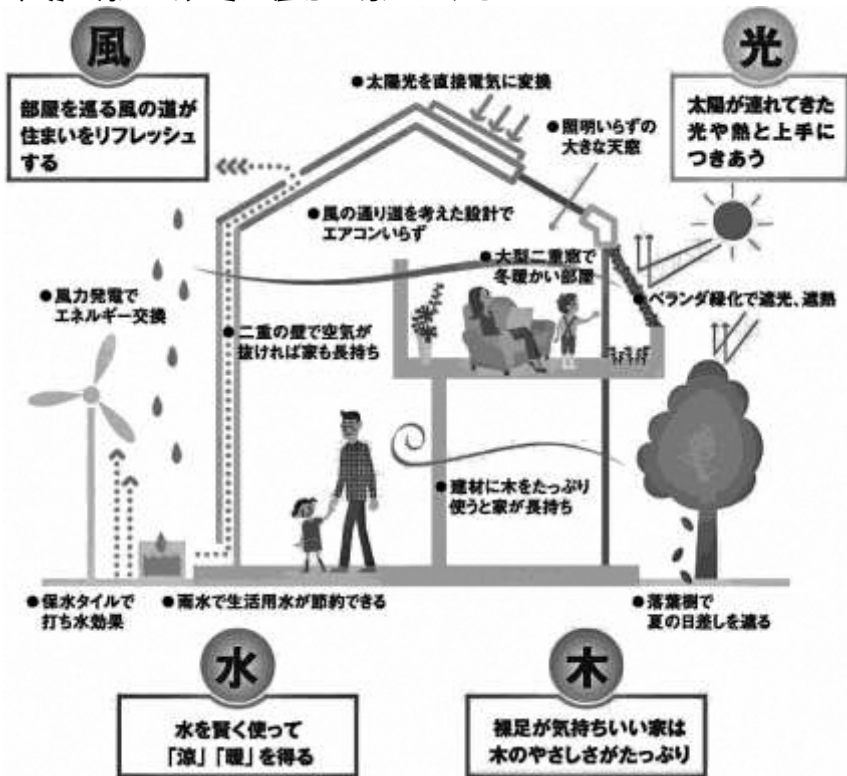 風
部屋を巡る風の道が
住まいをリフレッシュ
する
光
太陽が連れてきた
光や熱と上手に
つきあう
●太陽光を直接電気に変換
●照明いらずの
大きな天窓
●風の通り道を考えた設計で
エアコンいらず
●大型二重窓で
冬暖かい部屋
●風力発電で
エネルギー交換
●二重の壁で空気が
抜ければ家も長持ち
●ベランダ緑化で遮光、遮熱
●建材に木をたっぷり
使うと家が長持ち
●保水タイルで
打ち水効果
●雨水で生活用水が節約できる
●落葉樹で
夏の日差しを遮る
水
水を賢く使って
「涼」「暖」を得る
木
裸足が気持ちいい家は
木のやさしさがたっぷり